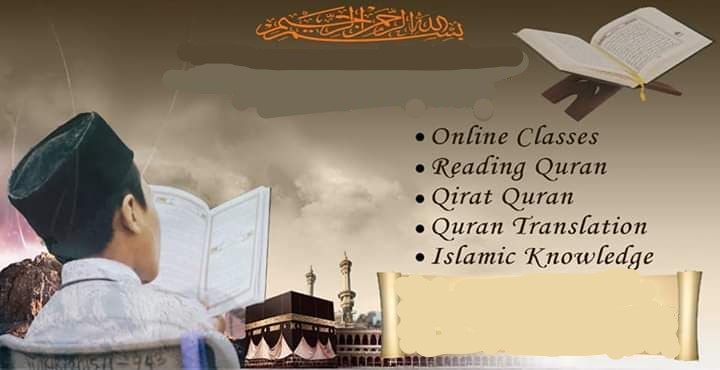 بسم الله الرحمن الرحيم
• Online Classes
• Reading Quran
• Qirat Quran
• Quran Translation
• Islamic Knowledge